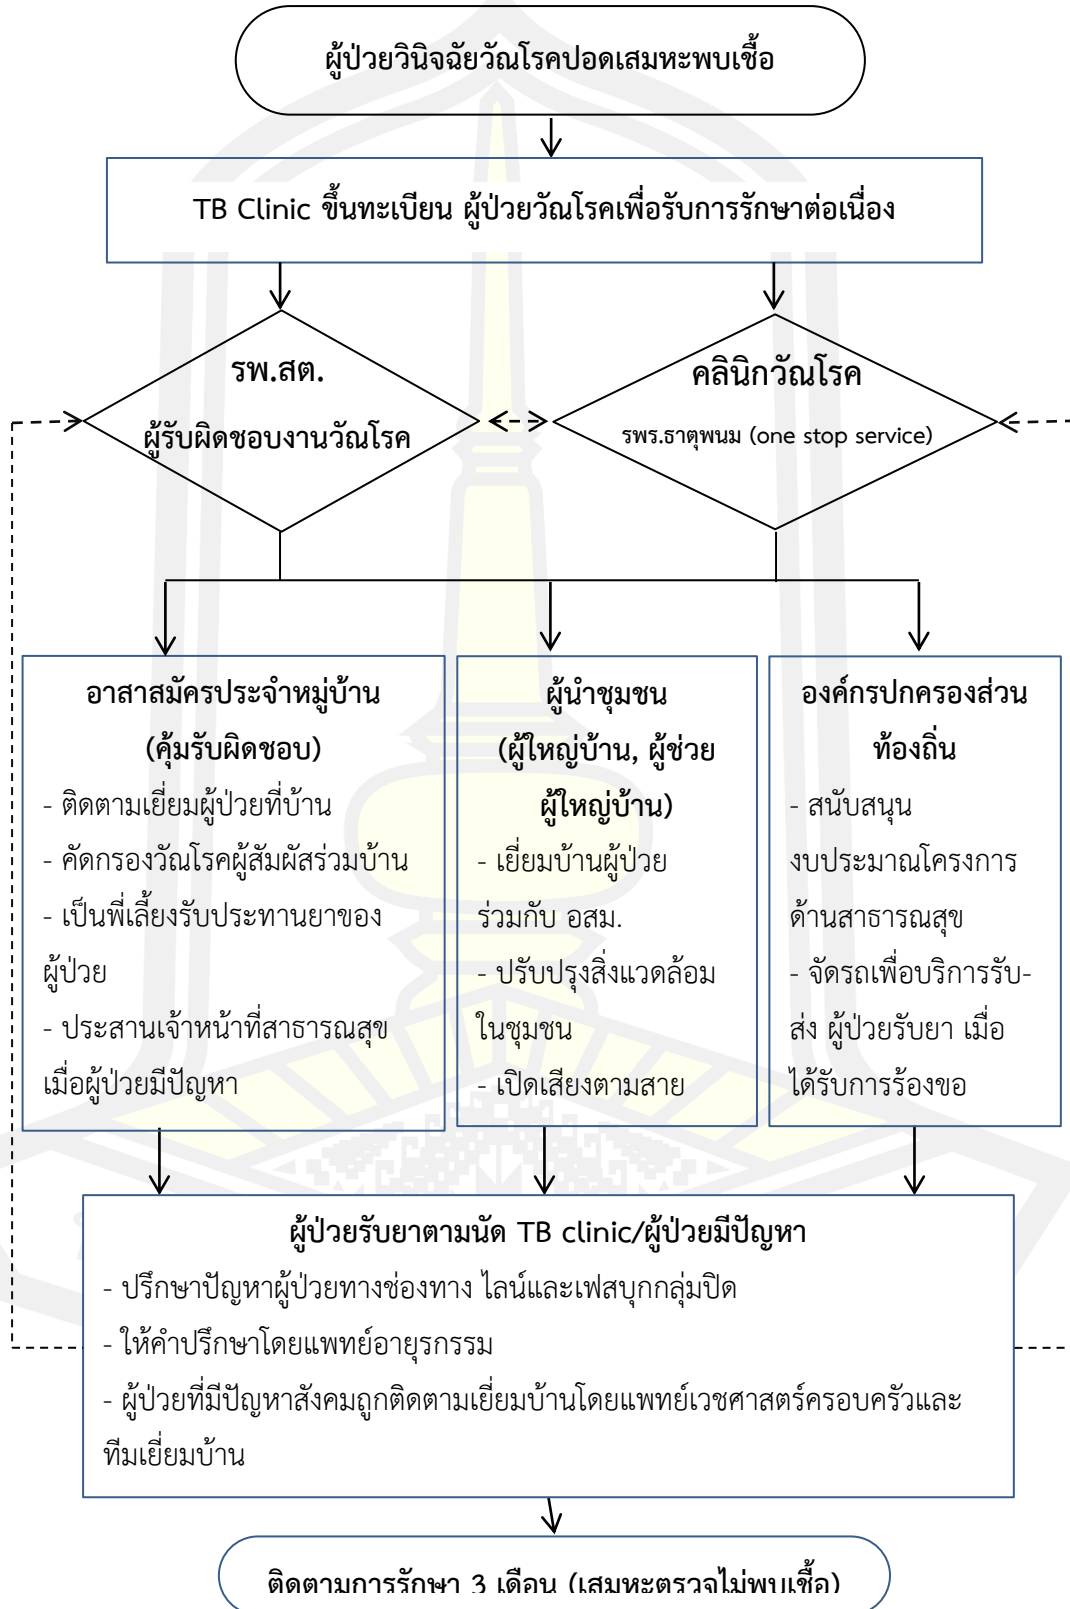 ผู้ป่วยวินิจฉัยวัณโรคปอดเสมหะพบเชื้อ
TB Clinic ขึ้นทะเบียน ผู้ป่วยวัณโรคเพื่อรับการรักษาต่อเนื่อง
รพ.สต.
ผู้รับผิดชอบงานวัณโรค
คลินิกวัณโรค
รพร.ธาตุพนม (one stop service)
อาสาสมัครประจำหมู่บ้าน
(คุ้มรับผิดชอบ)
- ติดตามเยี่ยมผู้ป่วยที่บ้าน
- คัดกรองวัณโรคผู้สัมผัสร่วมบ้าน
- เป็นพี่เลี้ยงรับประทานยาของ
ผู้ป่วย
- ประสานเจ้าหน้าที่สาธารณสุข
เมื่อผู้ป่วยมีปัญหา
ผู้นำชุมชน
(ผู้ใหญ่บ้าน, ผู้ช่วย
ผู้ใหญ่บ้าน)
- เยี่ยมบ้านผู้ป่วย
ร่วมกับ อสม.
- ปรับปรุงสิ่งแวดล้อม
ในชุมชน
- เปิดเสียงตามสาย
องค์กรปกครองส่วน
ท้องถิ่น
- สนับสนุน
งบประมาณโครงการ
ด้านสาธารณสุข
- จัดรถเพื่อบริการรับ-
ส่ง ผู้ป่วยรับยา เมื่อ
ได้รับการร้องขอ
ผู้ป่วยรับยาตามนัด TB clinic/ผู้ป่วยมีปัญหา
- ปรึกษาปัญหาผู้ป่วยทางช่องทาง ไลน์และเฟสบุกกลุ่มปิด
- ให้คำปรึกษาโดยแพทย์อายุรกรรม
- ผู้ป่วยที่มีปัญหาสังคมถูกติดตามเยี่ยมบ้านโดยแพทย์เวชศาสตร์ครอบครัวและ
ทีมเยี่ยมบ้าน
ติดตามการรักษา 3 เดือน (เสมหะตรวจไม่พบเชื้อ)